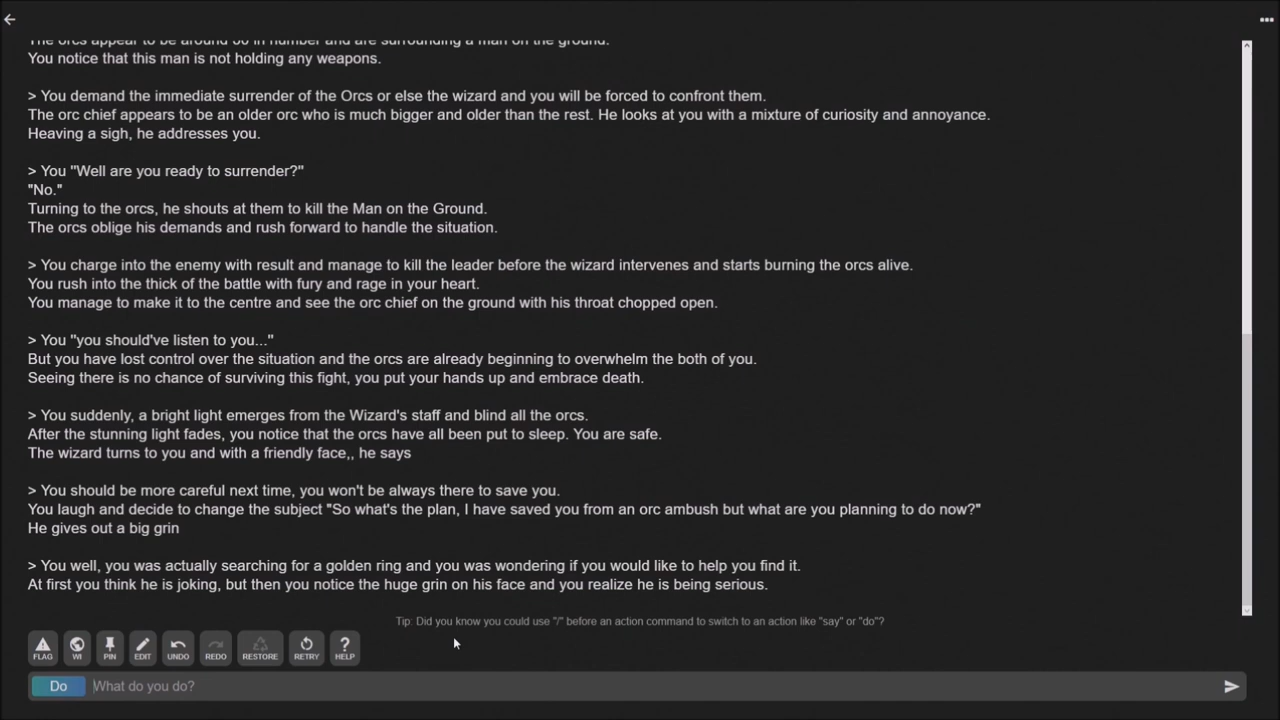 The orcs appear to be around 60 in number and are surrounding a man on the ground.
You notice that this man is not holding any weapons.
> You demand the immediate surrender of the Orcs or else the wizard and you will be forced to confront them.
The orc chief appears to be an older orc who is much bigger and older than the rest. He looks at you with a mixture of curiosity and annoyance.
Heaving a sigh, he addresses you.
> You "Well are you ready to surrender?"
"No."
Turning to the orcs, he shouts at them to kill the Man on the Ground.
The orcs oblige his demands and rush forward to handle the situation.
> You charge into the enemy with result and manage to kill the leader before the wizard intervenes and starts burning the orcs alive.
You rush into the thick of the battle with fury and rage in your heart.
You manage to make it to the centre and see the orc chief on the ground with his throat chopped open.
> You "you should've listen to you..."
But you have lost control over the situation and the orcs are already beginning to overwhelm the both of you.
Seeing there is no chance of surviving this fight, you put your hands up and embrace death.
> You suddenly, a bright light emerges from the Wizard's staff and blind all the orcs.
After the stunning light fades, you notice that the orcs have all been put to sleep. You are safe.
The wizard turns to you and with a friendly face,, he says
> You should be more careful next time, you won't be always there to save you.
You laugh and decide to change the subject "So what's the plan, I have saved you from an orc ambush but what are you planning to do now?"
He gives out a big grin
> You well, you was actually searching for a golden ring and you was wondering if you would like to help you find it.
At first you think he is joking, but then you notice the huge grin on his face and you realize he is being serious.
Tip: Did you know you could use "/" before an action command to switch to an action like "say" or "do"?
FLAG WI PIN EDIT UNDO REDO RESTORE RETRY HELP
Do What do you do?